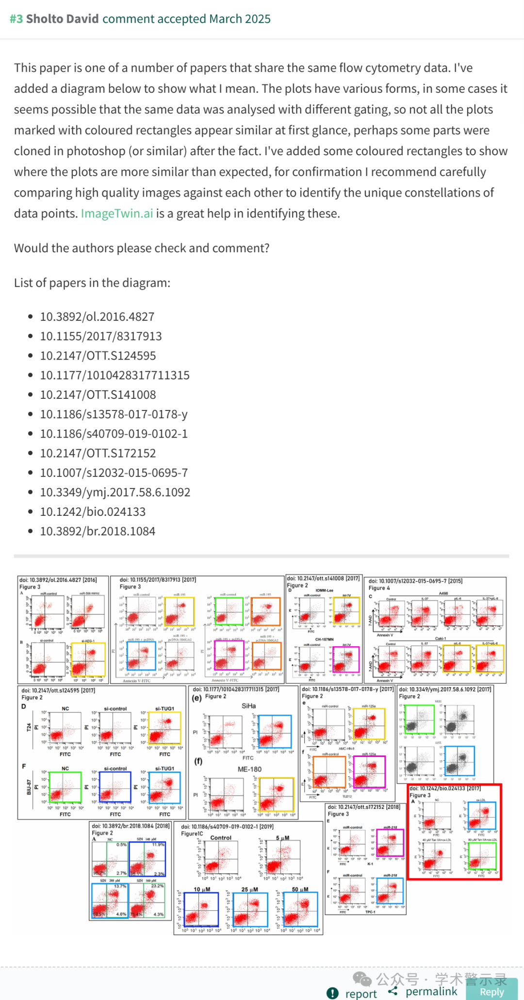 #3 Sholto David comment accepted March 2025
This paper is one of a number of papers that share the same flow cytometry data. I've
added a diagram below to show what I mean. The plots have various forms, in some cases it
seems possible that the same data was analysed with different gating, so not all the plots
marked with coloured rectangles appear similar at first glance, perhaps some parts were
cloned in photoshop (or similar) after the fact. I've added some coloured rectangles to show
where the plots are more similar than expected, for confirmation I recommend carefully
comparing high quality images against each other to identify the unique constellations of
data points. ImageTwin.ai is a great help in identifying these.
Would the authors please check and comment?
List of papers in the diagram:
10.3892/ol.2016.4827
10.1155/2017/8317913
10.2147/OTT.S124595
10.1177/1010428317711315
10.2147/OTT.S141008
10.1186/s13578-017-0178-y
10.1186/s40709-019-0102-1
10.2147/OTT.S172152
10.1007/s12032-015-0695-7
10.3349/ymj.2017.58.6.1092
10.1242/bio.024133
10.3892/br.2018.1084
doi: 10.3892/ol.2016.4827 [2016]
Figure 3
A
miR-control
miR-506 mimic
B
si-control
si-AEG-1
doi: 10.1155/2017/8317913 [2017]
Figure 3
miR-control
miR-195
miR-control
miR-195
miR-195 + pcDNA
miR-195 +
pcDNA-HMGA2
miR-195 + pcDNA
miR-195 +
pcDNA-HMGA2
PI
PI
Annexin V-FITC
Annexin V-FITC
doi: 10.2147/ott.s141008 [2017]
Figure 2
D
IOMM-Lee
miR-control
let-7d
PI
FITC
CH-157MN
miR-control
let-7d
PI
FITC
doi: 10.1007/s12032-015-0695-7 [2015]
Figure 4
C
A498
Control
IL-37
pIL-6
IL-37+pIL-6
7-AAD
Annexin V
Caki-1
Control
IL-37
pIL-6
IL-37+pIL-6
7-AAD
Annexin V
doi: 10.2147/ott.s124595 [2017]
Figure 2
D
NC
si-control
si-TUG1
T24
PI
PI
PI
FITC
FITC
FITC
F
NC
si-control
si-TUG1
BIU-87
PI
PI
PI
FITC
FITC
FITC
doi: 10.1177/1010428317711315 [2017]
(e) Figure 2
SiHa
PI
FITC
(f)
ME-180
PI
doi: 10.1186/s13578-017-0178-y [2017]
Figure 2
e
miR-control
miR-125a
PI
FITC
AMC-HN-8
f
miR-control
miR-125a
PI
FITC
TU212
doi: 10.3349/ymj.2017.58.6.1092 [2017]
Figure 2
doi: 10.1242/bio.024133 [2017]
Figure 3
A
NC
ox-LDL
FITC
FITC
40 μM Tan IIA+ox-LDL
80 μM Tan IIA+ox-LDL
FITC
FITC
doi: 10.2147/ott.s172152 [2018]
Figure 3
E
miR-control
miR-218
PI
FITC
K-1
F
miR-control
miR-218
PI
FITC
TPC-1
doi: 10.3892/br.2018.1084 [2018]
Figure 2
A
NC
SIN 140 μM
0.5%
11.9%
2.7%
2.3%
SIN 280 μM
SIN 560 μM
13.7%
23.2%
4.6%
4.3%
doi: 10.1186/s40709-019-0102-1 [2019]
Figure1C
Control
5 μM
10 μM
25 μM
50 μM
公众号 · 学术警示录
report
permalink
Reply